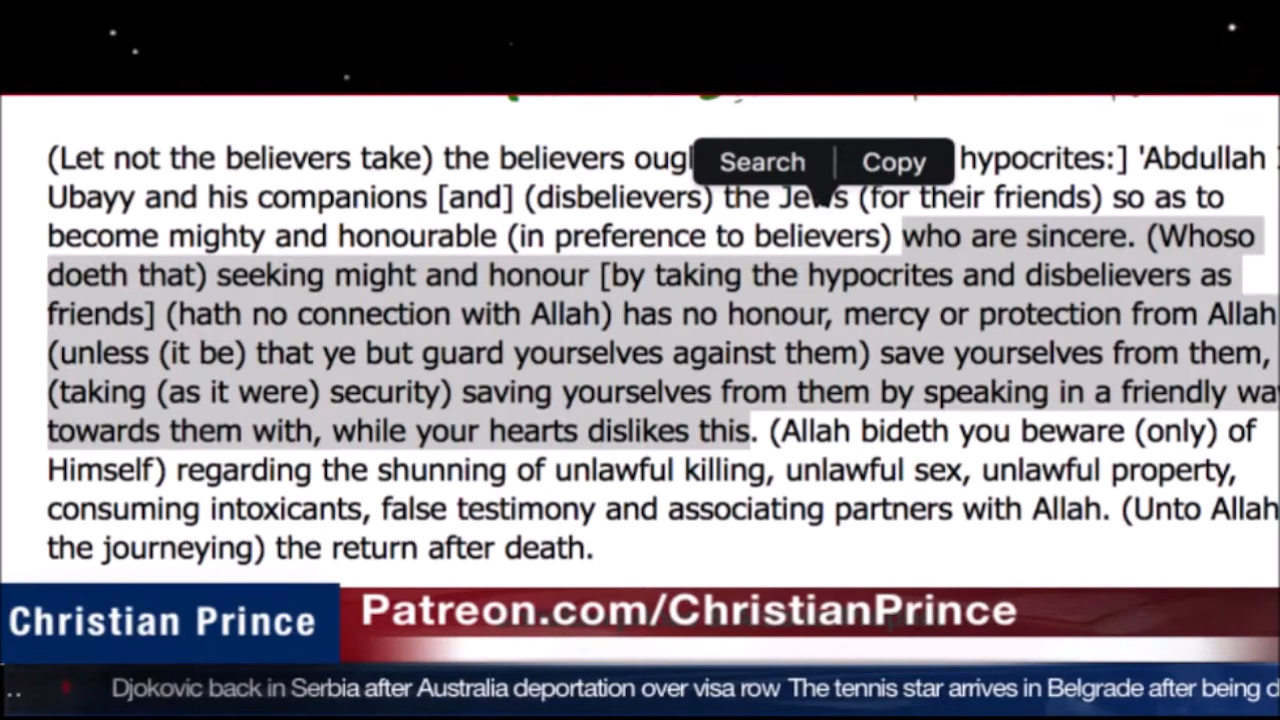 (Let not the believers take) the believers
Search
Copy
hypocrites:] 'Abdullah
Ubayy and his companions [and] (disbelievers) the Jews (for their friends) so as to
become mighty and honourable (in preference to believers) who are sincere. (Whoso
doeth that) seeking might and honour [by taking the hypocrites and disbelievers as
friends] (hath no connection with Allah) has no honour, mercy or protection from Allah
(unless (it be) that ye but guard yourselves against them) save yourselves from them,
(taking (as it were) security) saving yourselves from them by speaking in a friendly
towards them with, while your hearts dislikes this. (Allah bideth you beware (only) of
Himself) regarding the shunning of unlawful killing, unlawful sex, unlawful property,
consuming intoxicants, false testimony and associating partners with Allah. (Unto Allah
the journeying) the return after death.
Christian Prince
Patreon.com/ChristianPrince
.. Djokovic back in Serbia after Australia deportation over visa row The tennis star arrives in Belgrade after being